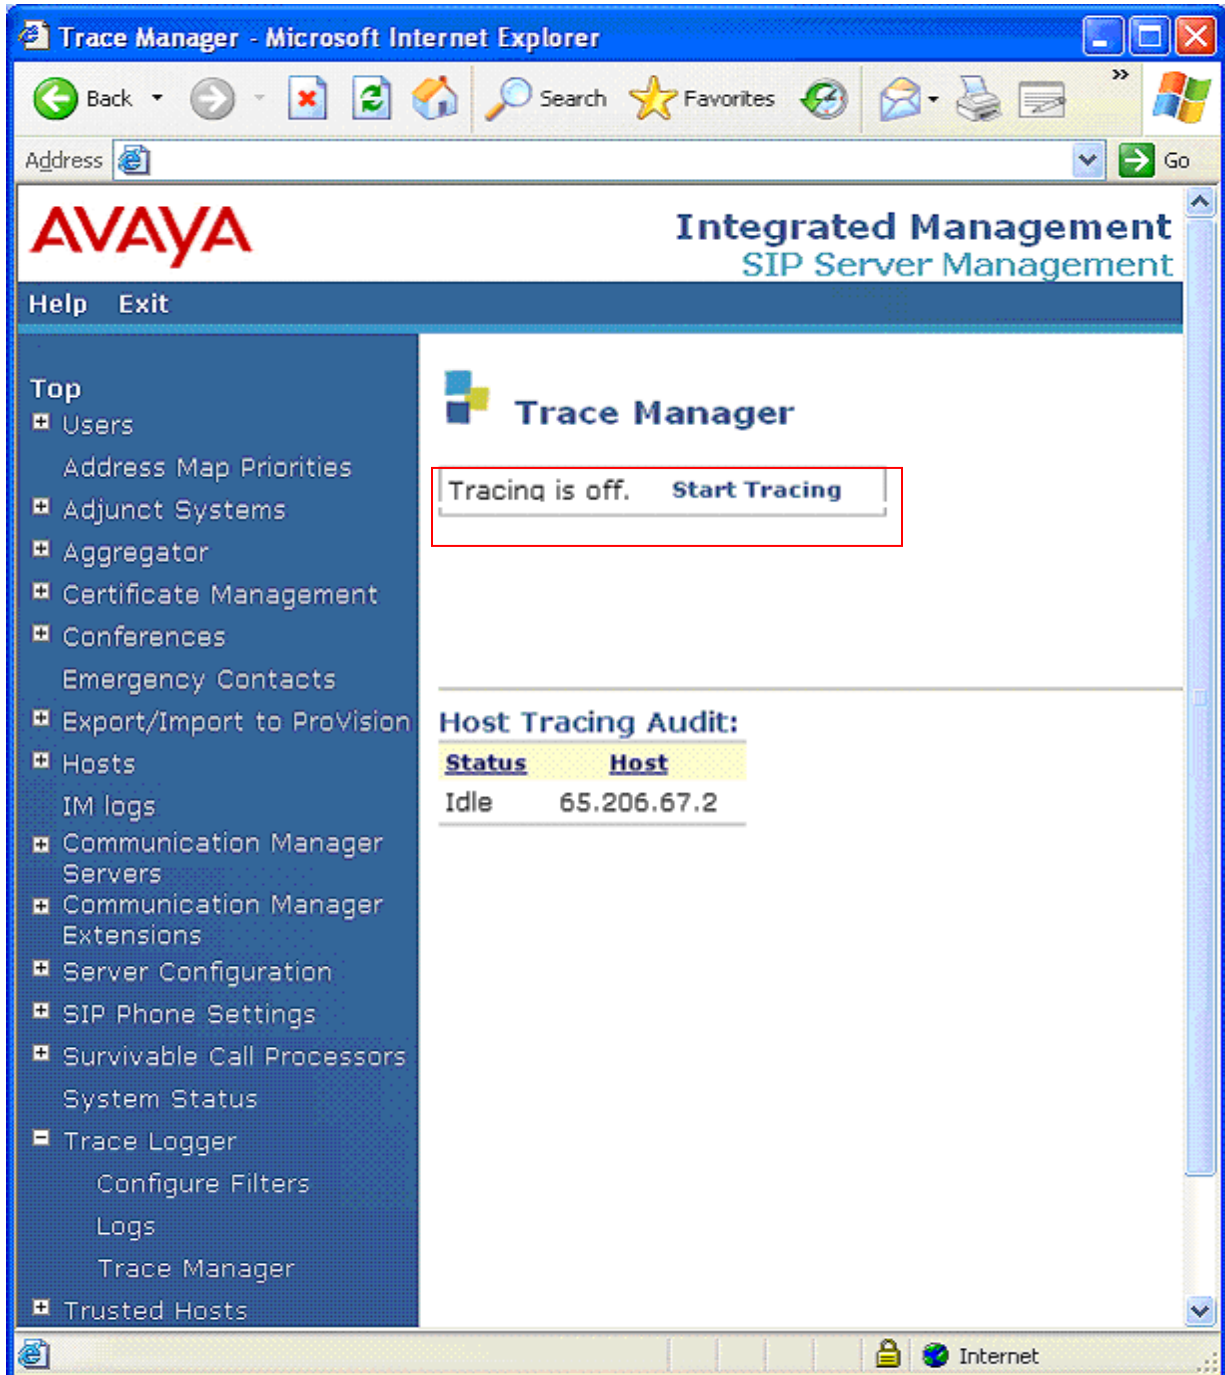 Trace Manager - Microsoft Internet Explorer
Back
Search
Favorites
»
Address
Go
AVAYA
Integrated Management
SIP Server Management
Help Exit
Top
Users
Address Map Priorities
Adjunct Systems
Aggregator
Certificate Management
Conferences
Emergency Contacts
Export/Import to ProVision
Hosts
IM logs
Communication Manager
Servers
Communication Manager
Extensions
Server Configuration
SIP Phone Settings
Survivable Call Processors
System Status
Trace Logger
Configure Filters
Logs
Trace Manager
Trusted Hosts
Trace Manager
Tracing is off. Start Tracing
Host Tracing Audit:
Status Host
Idle 65.206.67.2
Internet